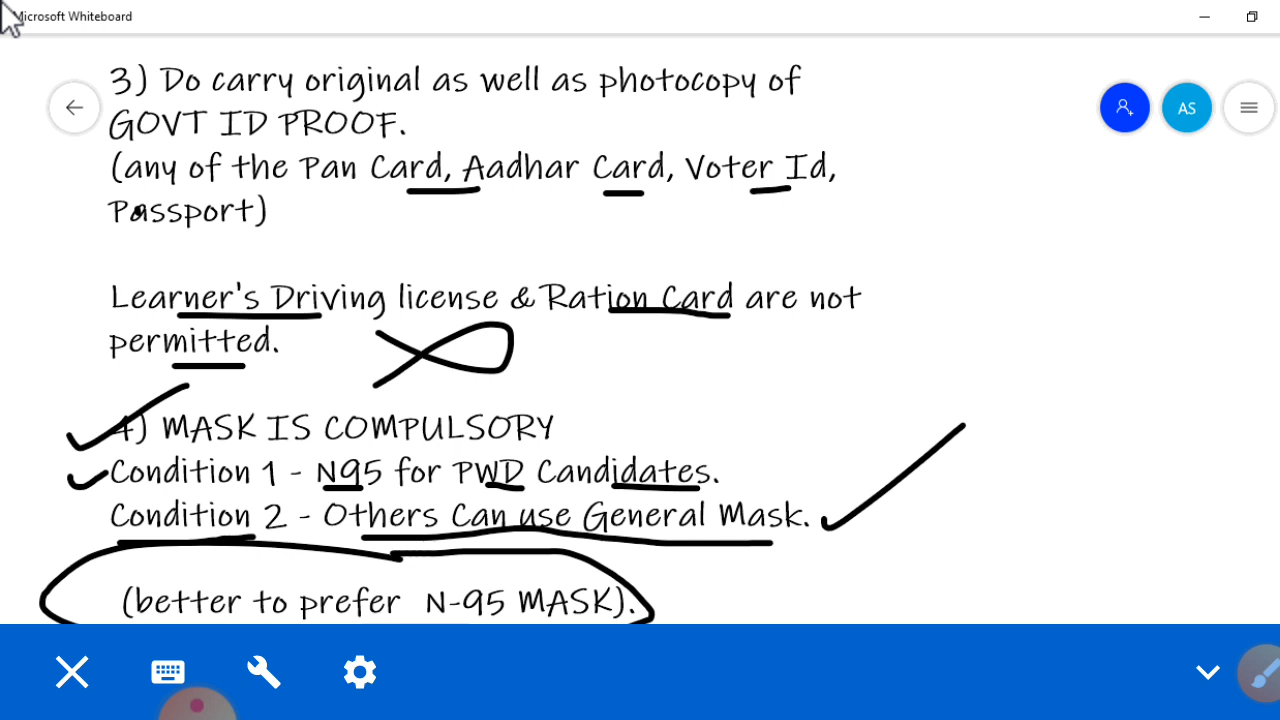 Microsoft Whiteboard
3) Do carry original as well as photocopy of
GOVT ID PROOF.
(any of the Pan Card, Aadhar Card, Voter Id,
Passport)
AS
Learner's Driving license & Ration Card are not
permitted.
4) MASK IS COMPULSORY
Condition 1 - N95 for PWD Candidates.
Condition 2 - Others Can use General Mask.
(better to prefer N-95 MASK).